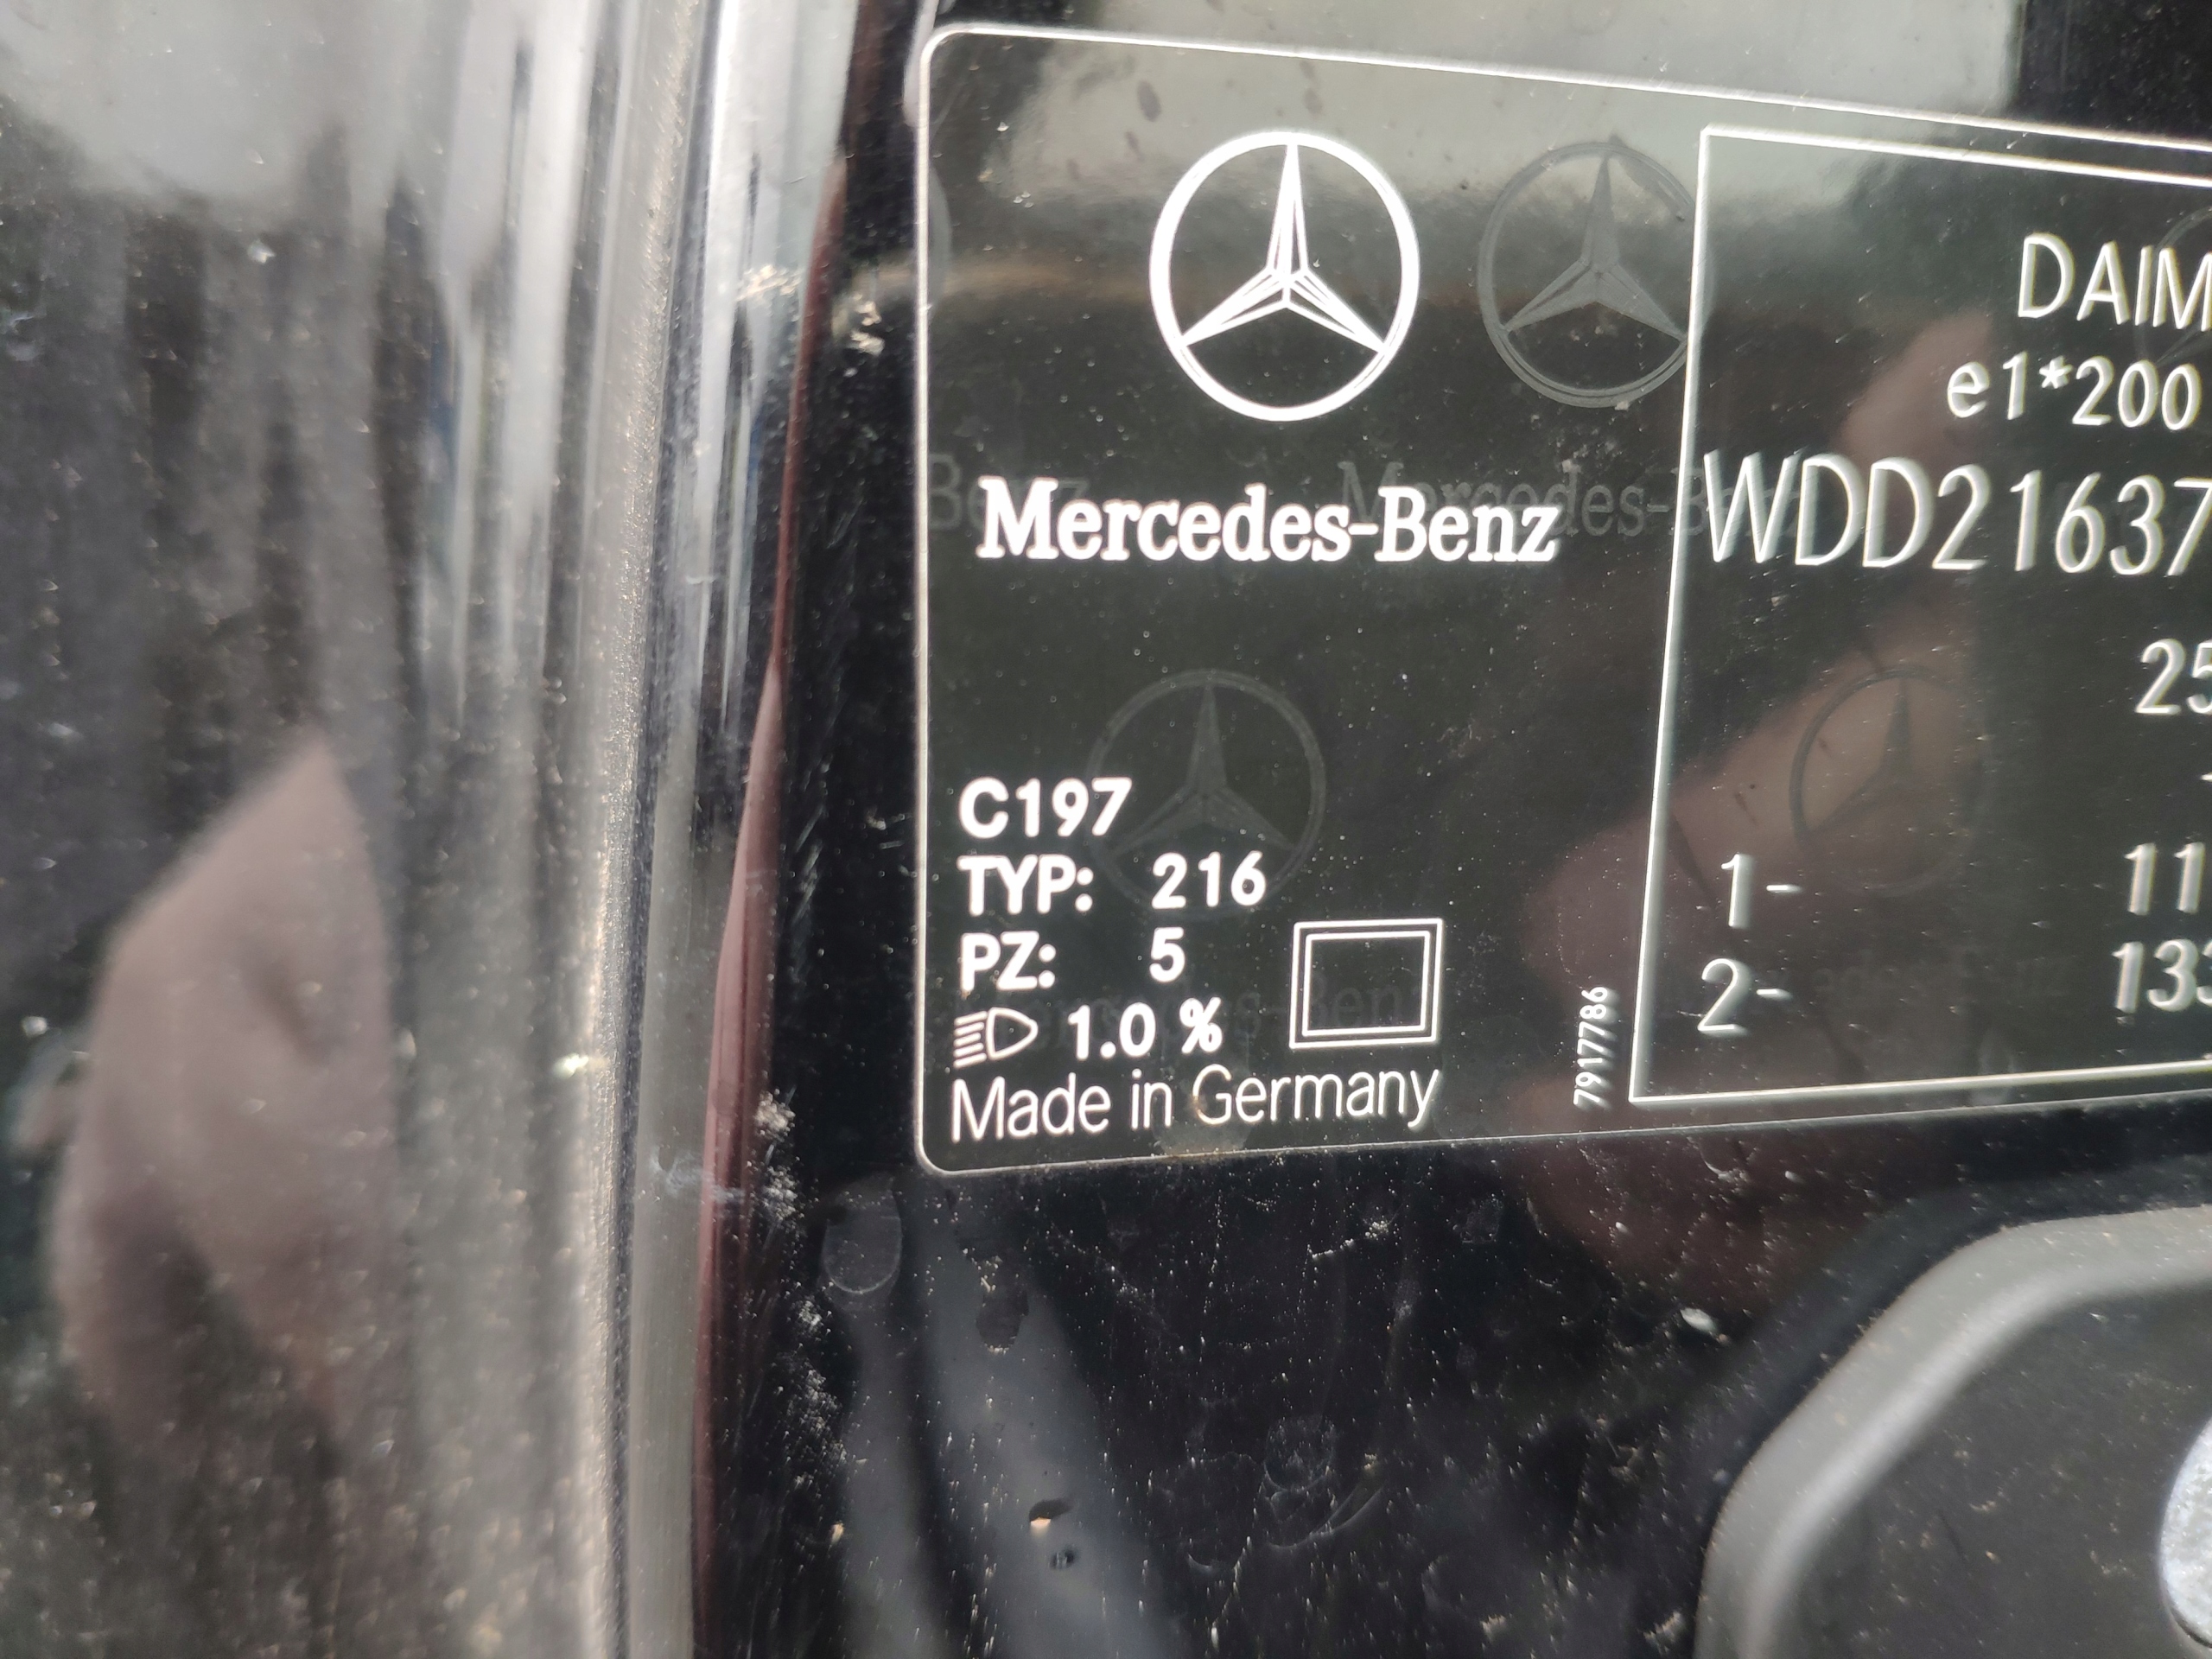 Mercedes-Benz
C197
TYP: 216
PZ: 5
1.0 %
Made in Germany
7917786
DAIM
e1*200
WDD21637
25
1-
11
2-
133